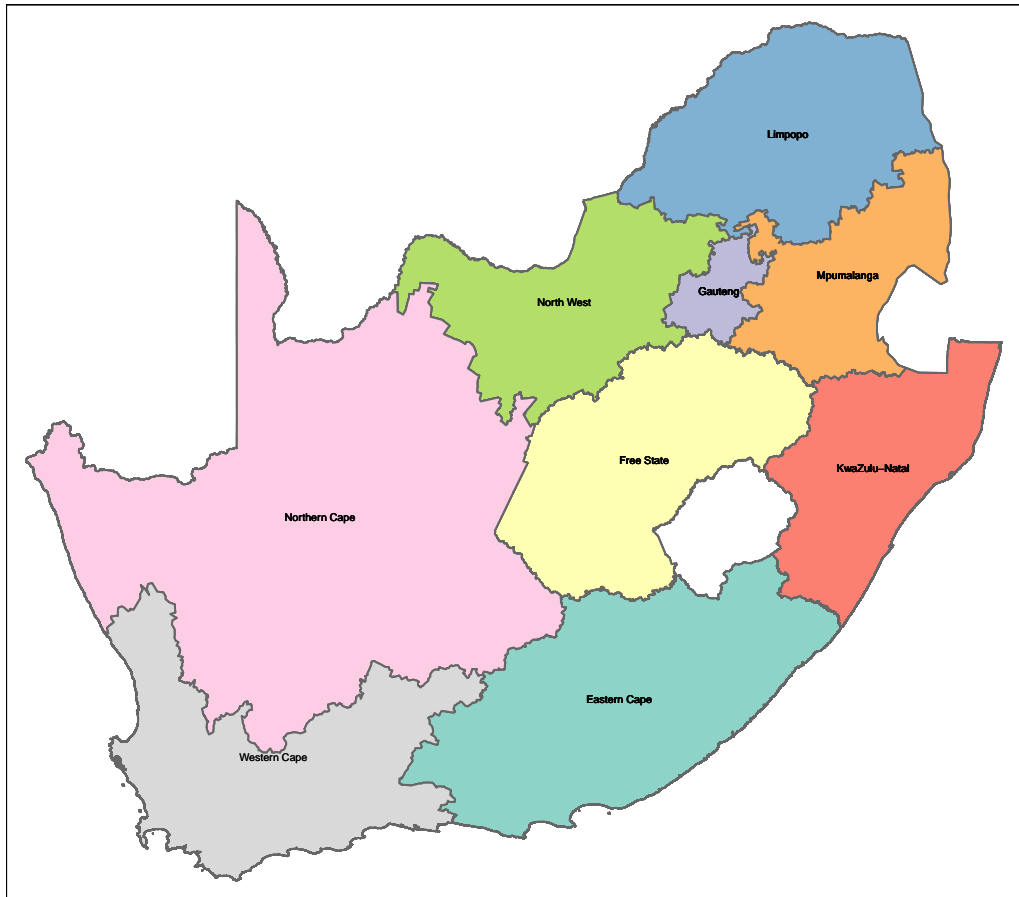 Limpopo
Mpumalanga
Gauteng
North West
Free State
KwaZulu–Natal
Northern Cape
Eastern Cape
Western Cape